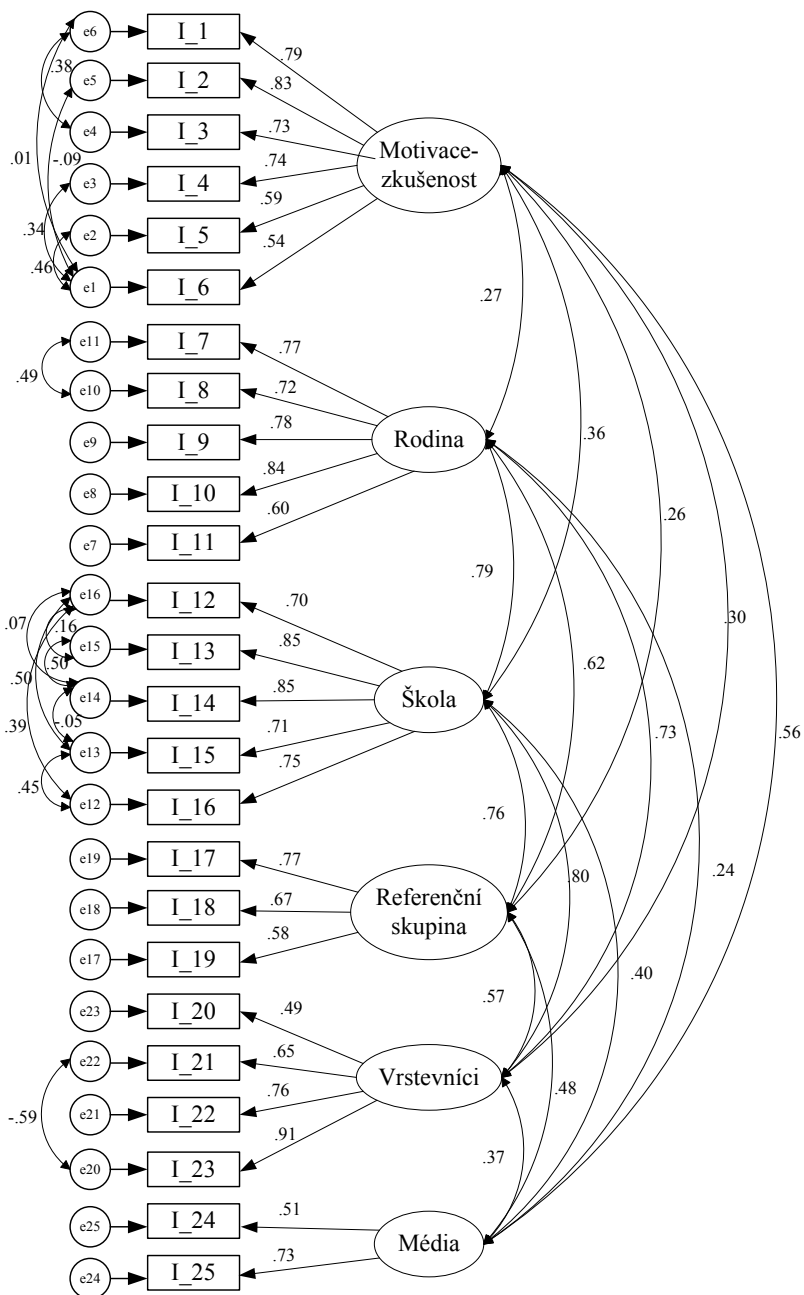 e6
I_1
.79
.38
e5
I_2
.83
e4
I_3
.73
Motivace-
zkušenost
.01
-.09
e3
I_4
.74
.59
.34
e2
I_5
.54
.46
e1
I_6
.27
e11
I_7
.77
.49
e10
I_8
.72
.78
Rodina
.36
e9
I_9
.84
e8
I_10
.60
.26
e7
I_11
.79
e16
I_12
.70
.07
.16
e15
I_13
.85
.30
.50
.50
e14
I_14
.85
Škola
.62
.39
-.05
e13
I_15
.71
.73
.56
.75
.45
e12
I_16
.76
e19
I_17
.77
.80
.24
e18
I_18
.67
Referenční
skupina
.58
e17
I_19
.40
.57
e23
I_20
.49
e22
I_21
.65
Vrstevníci
.48
.76
-.59
e21
I_22
.91
.37
e20
I_23
e25
I_24
.51
Média
.73
e24
I_25